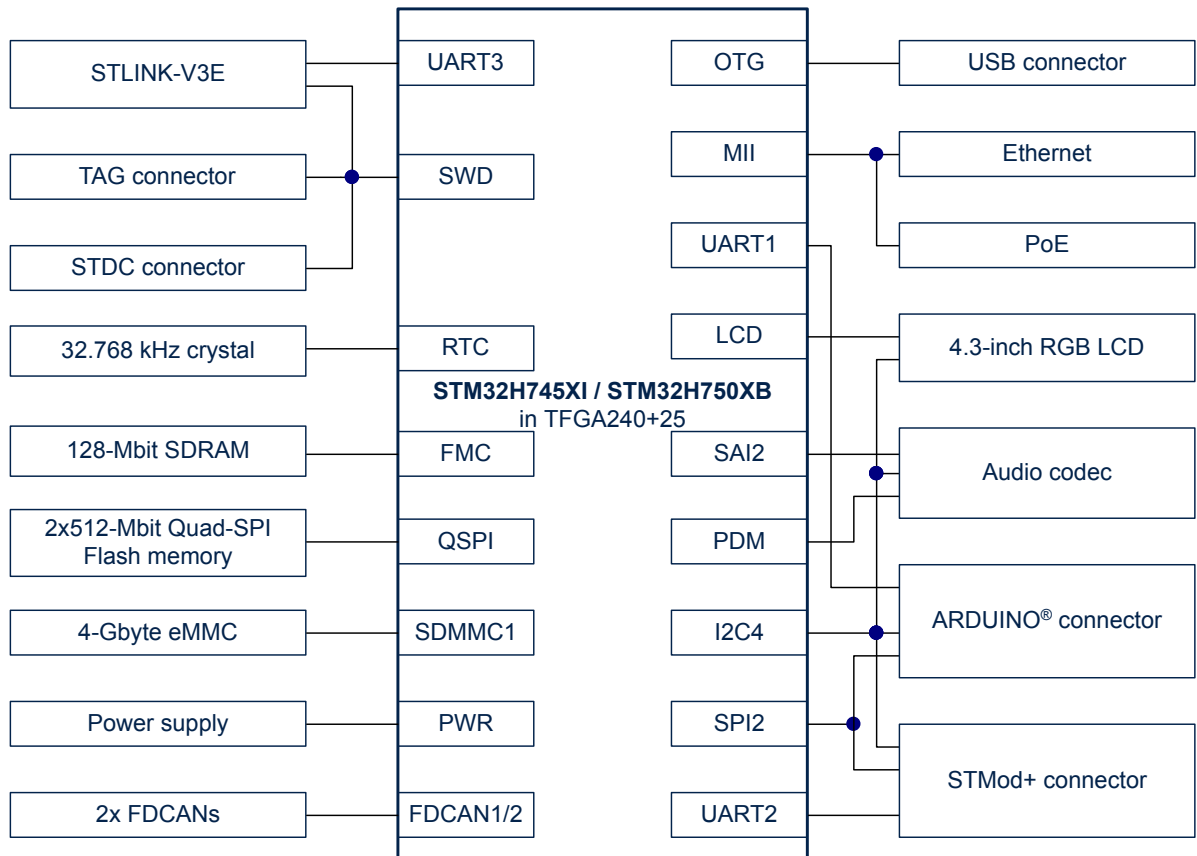 STLINK-V3E
UART3
OTG
USB connector
TAG connector
SWD
MII
Ethernet
STDC connector
UART1
PoE
32.768 kHz crystal
RTC
LCD
4.3-inch RGB LCD
STM32H745XI / STM32H750XB
in TFGA240+25
128-Mbit SDRAM
FMC
SAI2
Audio codec
2x512-Mbit Quad-SPI
Flash memory
QSPI
PDM
4-Gbyte eMMC
SDMMC1
I2C4
ARDUINO® connector
Power supply
PWR
SPI2
STMod+ connector
2x FDCANs
FDCAN1/2
UART2